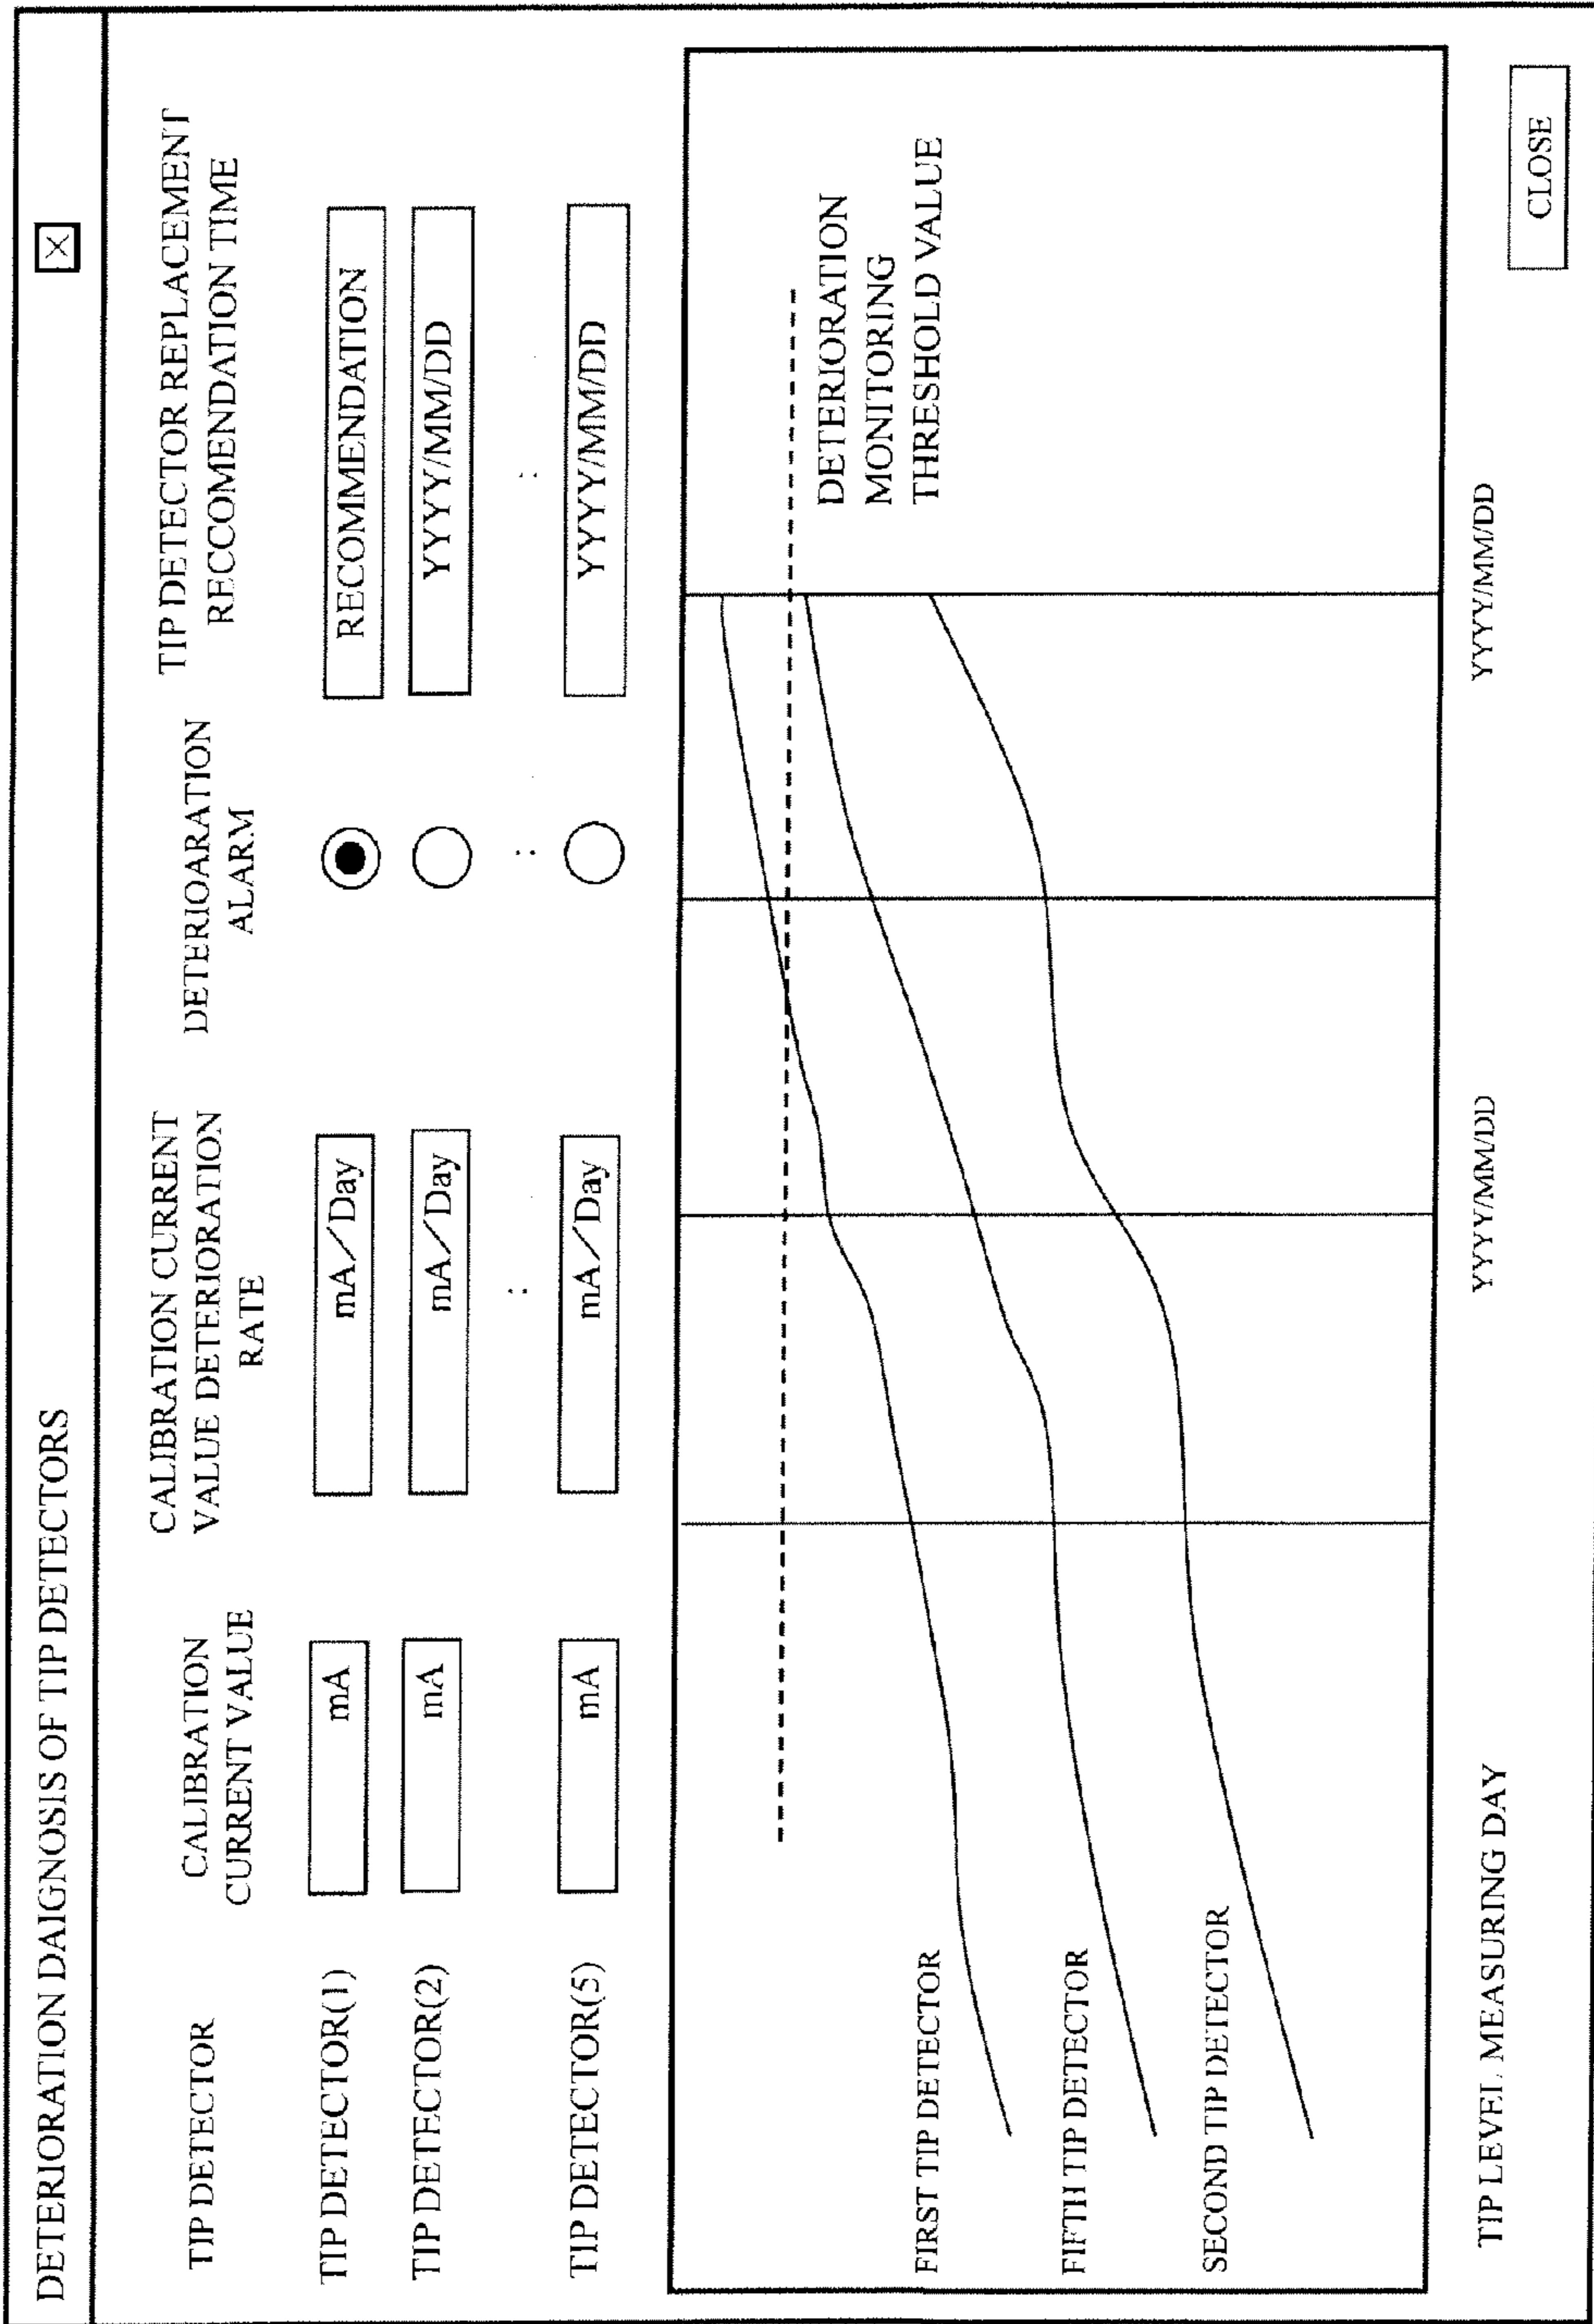 DETERIORATION DAIGNOSIS OF TIP DETECTORS
TIP DETECTOR
CALIBRATION
CURRENT VALUE
CALIBRATION CURRENT
VALUE DETERIORATION
RATE
DETERIOARATION
ALARM
TIP DETECTOR REPLACEMENT
RECCOMENDATION TIME
TIP DETECTOR(1)
mA
mA/Day
RECOMMENDATION
TIP DETECTOR(2)
mA
mA/Day
YYYY/MM/DD
: : :
TIP DETECTOR(5)
mA
mA/Day
YYYY/MM/DD
DETERIORATION
MONITORING
THRESHOLD VALUE
FIRST TIP DETECTOR
FIFTH TIP DETECTOR
SECOND TIP DETECTOR
TIP LEVEL MEASURING DAY
YYYY/MM/DD
YYYY/MM/DD
CLOSE